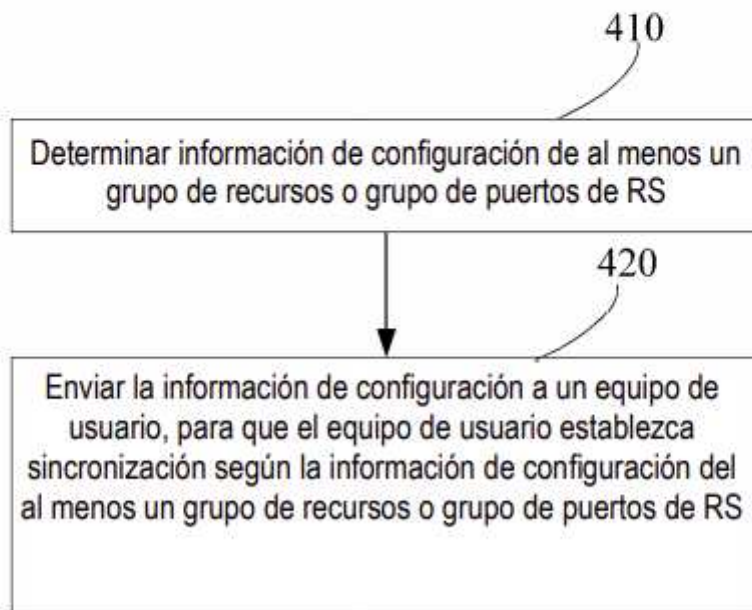 410
Determinar información de configuración de al menos un
grupo de recursos o grupo de puertos de RS
420
Enviar la información de configuración a un equipo de
usuario, para que el equipo de usuario establezca
sincronización según la información de configuración del
al menos un grupo de recursos o grupo de puertos de RS